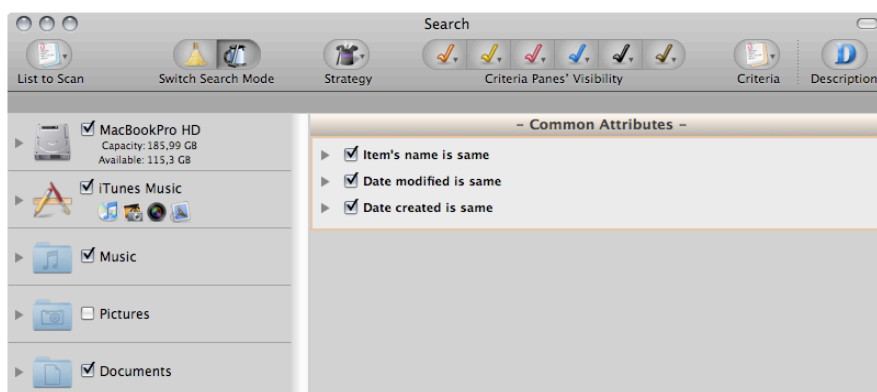 Search
List to Scan
Switch Search Mode
Strategy
Criteria Panes' Visibility
Criteria
Description
MacBookPro HD
Capacity: 185,99 GB
Available: 115,3 GB
iTunes Music
Music
Pictures
Documents
– Common Attributes –
Item's name is same
Date modified is same
Date created is same